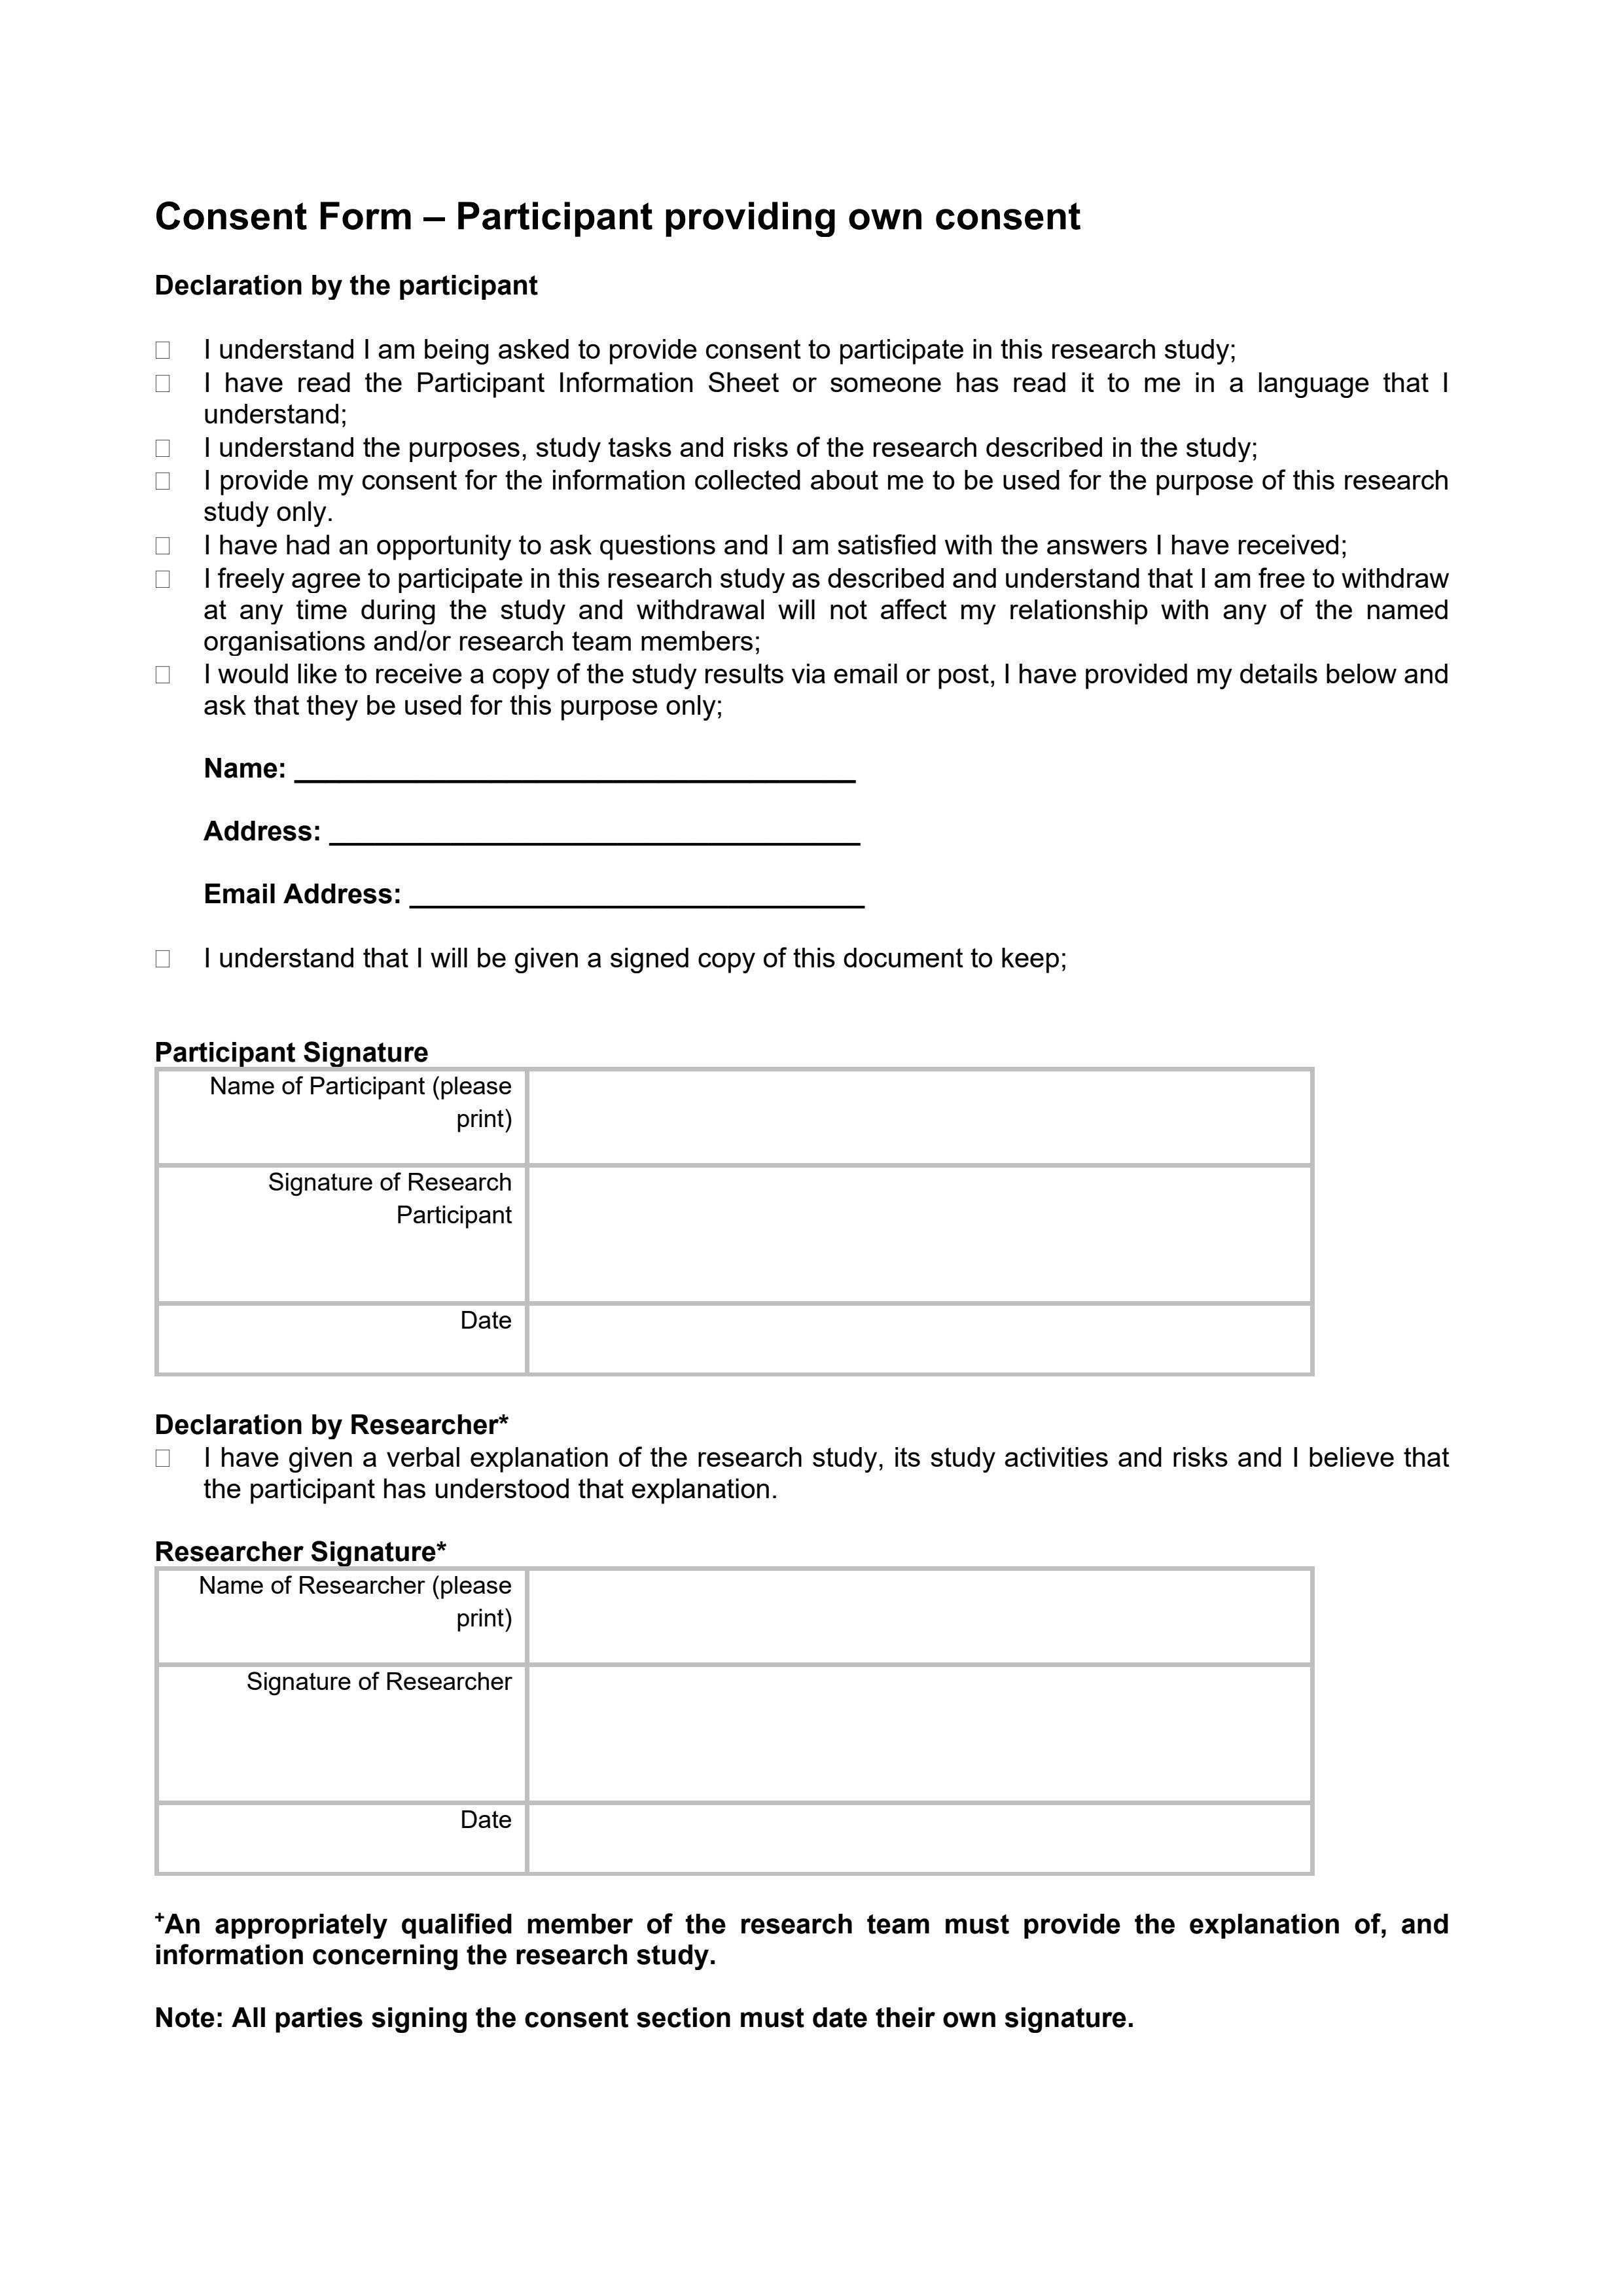 Consent Form – Participant providing own consent
Declaration by the participant
☐ I understand I am being asked to provide consent to participate in this research study;
☐ I have read the Participant Information Sheet or someone has read it to me in a language that I
understand;
☐ I understand the purposes, study tasks and risks of the research described in the study;
☐ I provide my consent for the information collected about me to be used for the purpose of this research
study only.
☐ I have had an opportunity to ask questions and I am satisfied with the answers I have received;
☐ I freely agree to participate in this research study as described and understand that I am free to withdraw
at any time during the study and withdrawal will not affect my relationship with any of the named
organisations and/or research team members;
☐ I would like to receive a copy of the study results via email or post, I have provided my details below and
ask that they be used for this purpose only;
Name: ____________________________________
Address: __________________________________
Email Address: _____________________________
☐ I understand that I will be given a signed copy of this document to keep;
Participant Signature
Name of Participant (please
print)
Signature of Research
Participant
Date
Declaration by Researcher*
☐ I have given a verbal explanation of the research study, its study activities and risks and I believe that
the participant has understood that explanation.
Researcher Signature*
Name of Researcher (please
print)
Signature of Researcher
Date
+An appropriately qualified member of the research team must provide the explanation of, and
information concerning the research study.
Note: All parties signing the consent section must date their own signature.